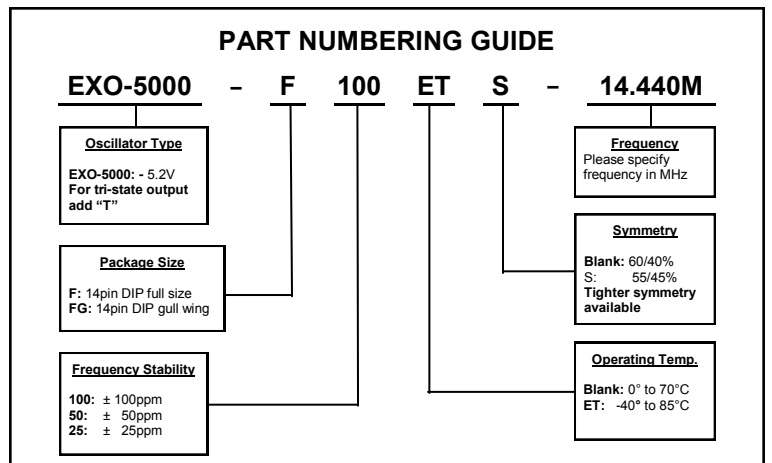 PART NUMBERING GUIDE
EXO-5000 - F 100 ET S - 14.440M
Oscillator Type
EXO-5000: - 5.2V
For tri-state output
add “T”
Frequency
Please specify
frequency in MHz
Package Size
F: 14pin DIP full size
FG: 14pin DIP gull wing
Symmetry
Blank: 60/40%
S: 55/45%
Tighter symmetry
available
Frequency Stability
100: ± 100ppm
50: ± 50ppm
25: ± 25ppm
Operating Temp.
Blank: 0° to 70°C
ET: -40° to 85°C